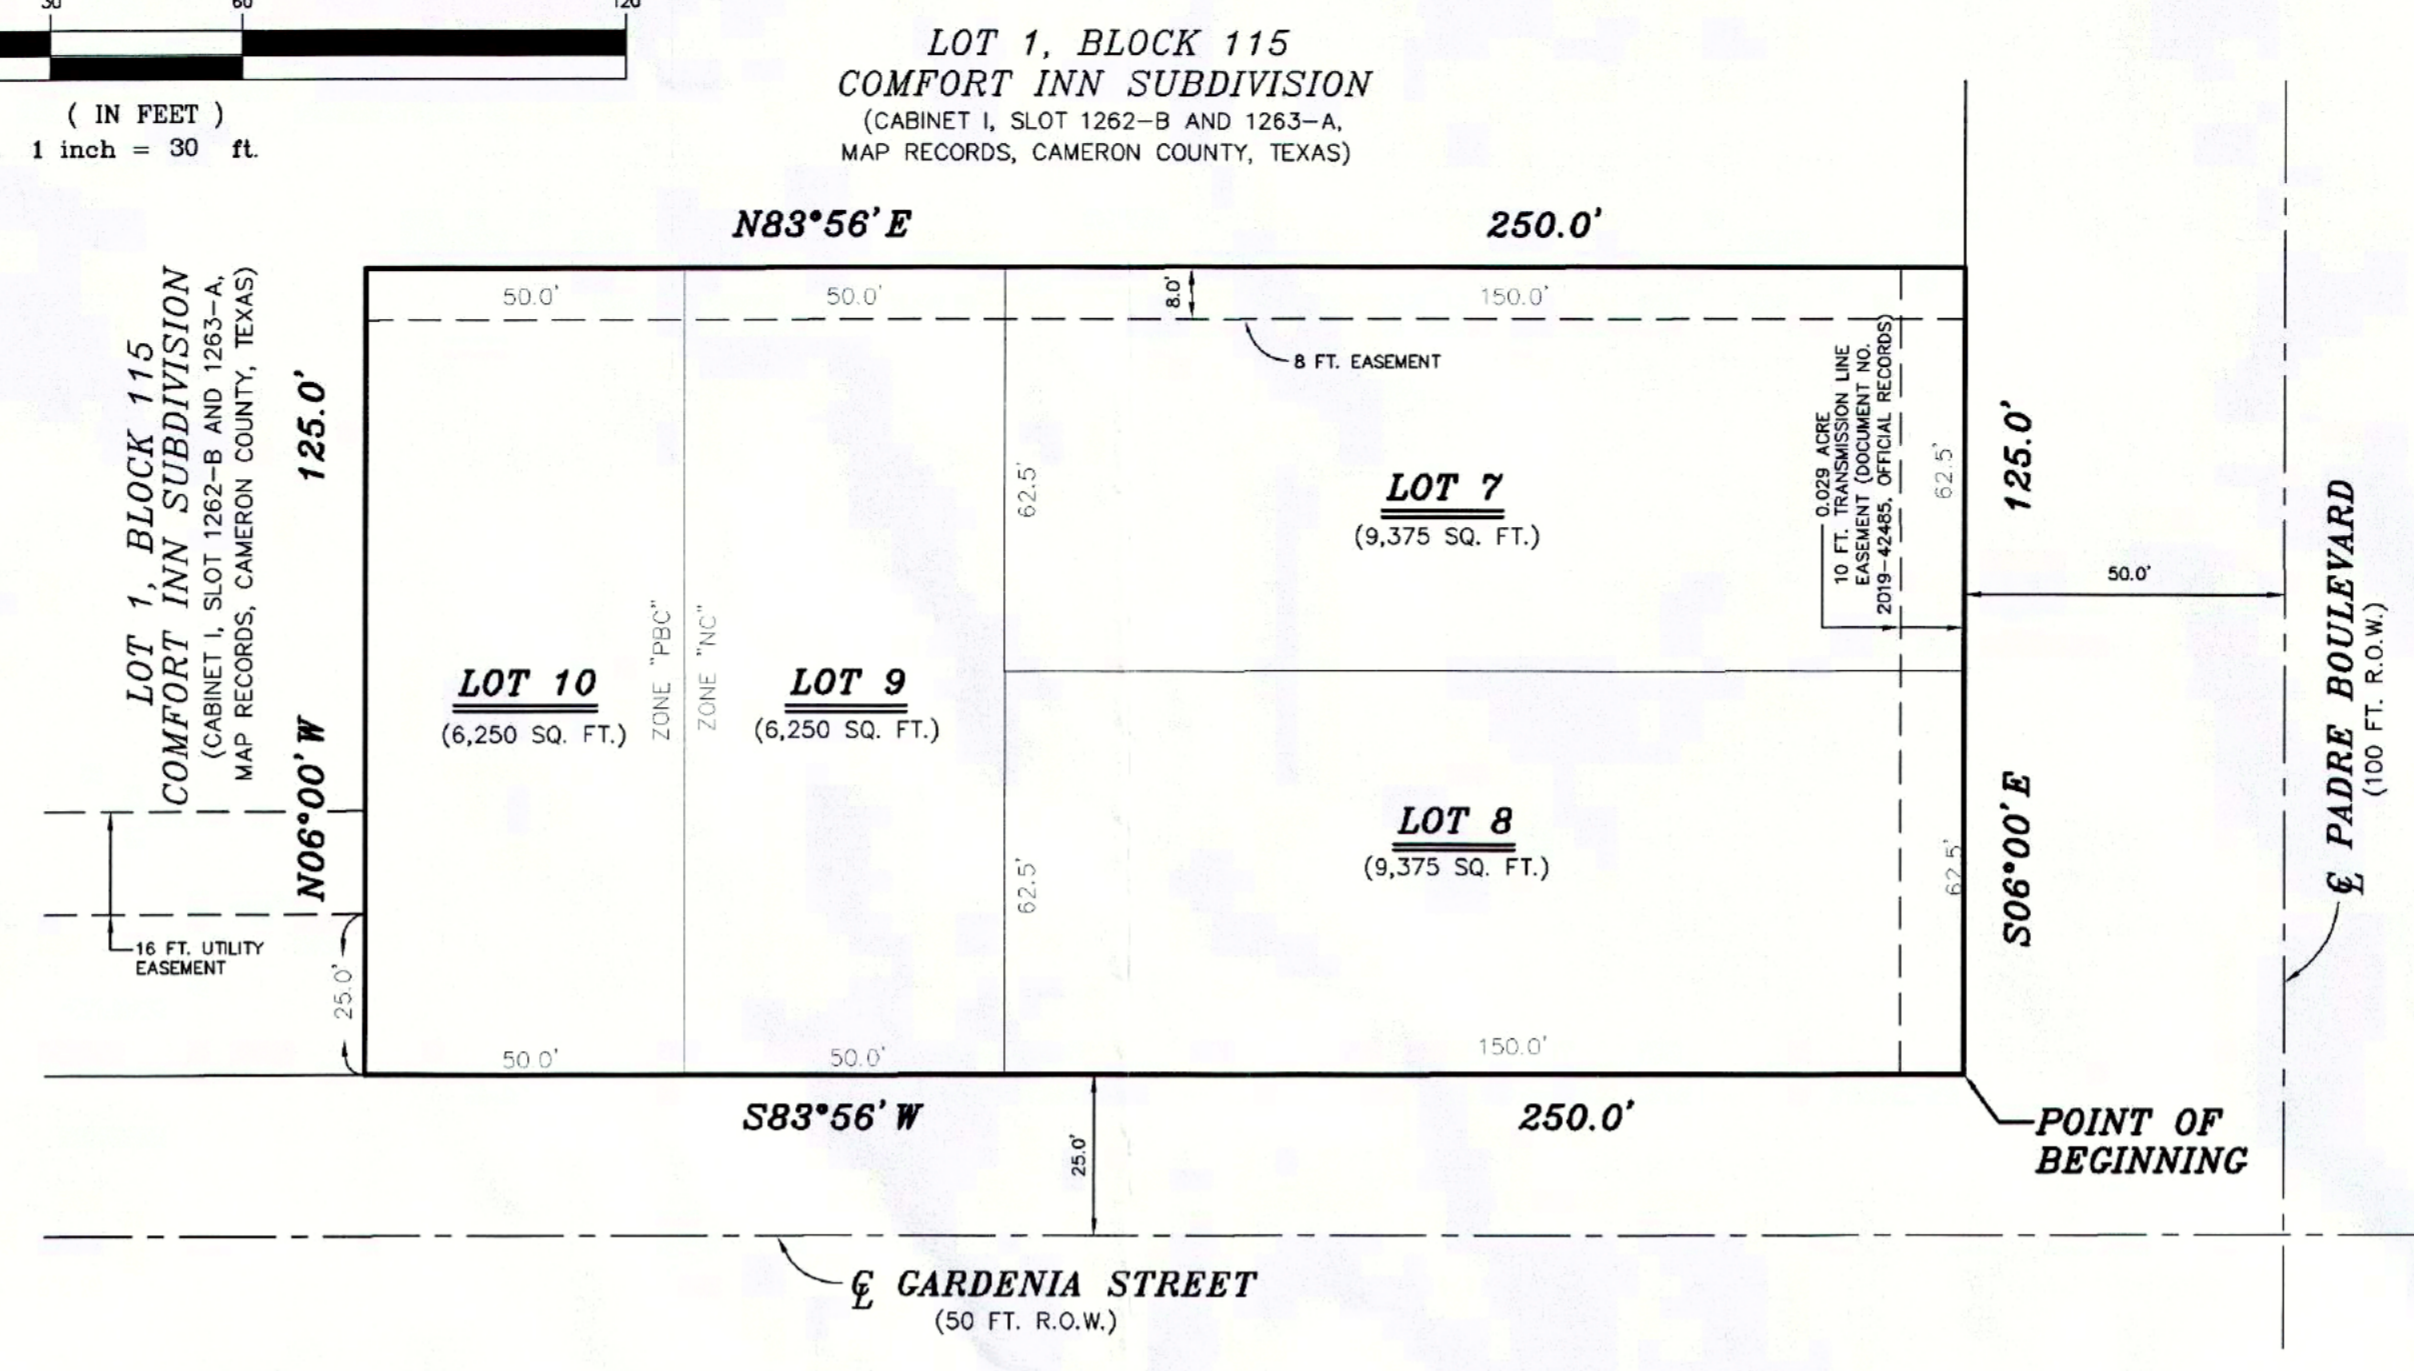 30 60 120
( IN FEET )
1 inch = 30 ft.
LOT 1, BLOCK 115
COMFORT INN SUBDIVISION
(CABINET I, SLOT 1262-B AND 1263-A,
MAP RECORDS, CAMERON COUNTY, TEXAS)
N83°56'E
250.0'
LOT 1, BLOCK 115
COMFORT INN SUBDIVISION
(CABINET I, SLOT 1262-B AND 1263-A,
MAP RECORDS, CAMERON COUNTY, TEXAS)
125.0'
N06°00'W
50.0'
50.0'
8.0'
150.0'
8 FT. EASEMENT
0.029 ACRE
10 FT. TRANSMISSION LINE
EASEMENT (DOCUMENT NO.
2019-42485, OFFICIAL RECORDS)
62.5'
62.5'
125.0'
LOT 7
(9,375 SQ. FT.)
50.0'
ZONE "PBC"
ZONE "NC"
LOT 10
(6,250 SQ. FT.)
LOT 9
(6,250 SQ. FT.)
LOT 8
(9,375 SQ. FT.)
62.5'
62.5'
S06°00'E
℄ PADRE BOULEVARD
(100 FT. R.O.W.)
16 FT. UTILITY
EASEMENT
25.0'
50.0'
50.0'
150.0'
S83°56'W
250.0'
POINT OF
BEGINNING
25.0'
℄ GARDENIA STREET
(50 FT. R.O.W.)